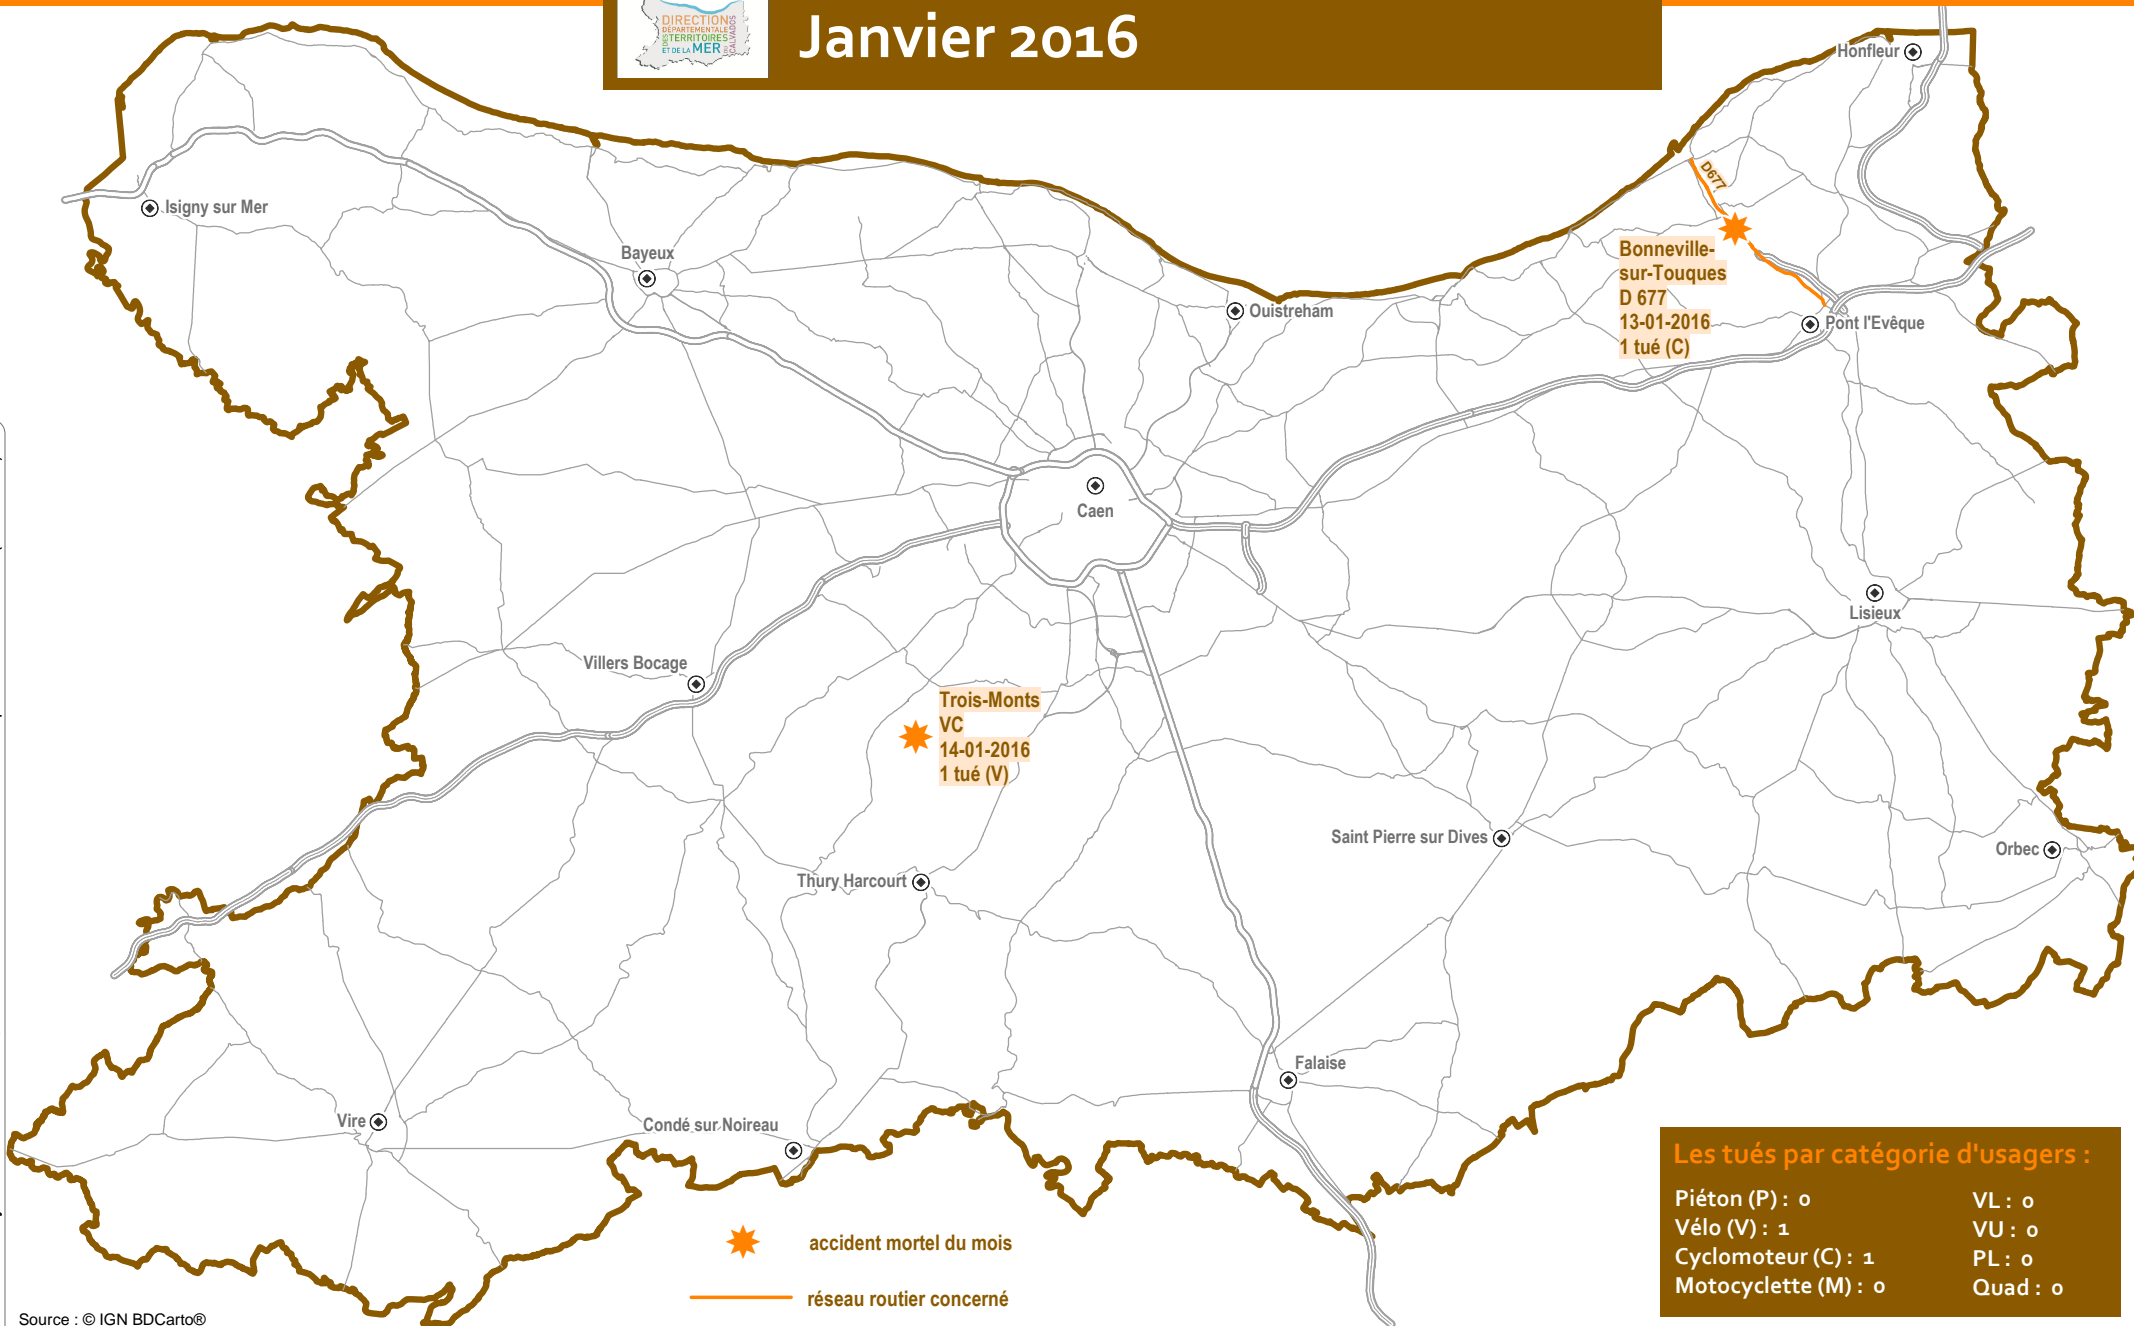 DIRECTION
DÉPARTEMENTALE
DES TERRITOIRES
ET DE LA MER
CALVADOS
Janvier 2016
Honfleur
D677
Isigny sur Mer
Bayeux
Bonneville-
sur-Touques
D 677
13-01-2016
1 tué (C)
Ouistreham
Pont l'Evêque
Caen
Lisieux
Villers Bocage
Trois-Monts
VC
14-01-2016
1 tué (V)
Saint Pierre sur Dives
Orbec
Thury Harcourt
Falaise
Vire
Condé sur Noireau
Les tués par catégorie d'usagers :
Piéton (P) : 0
Vélo (V) : 1
Cyclomoteur (C) : 1
Motocyclette (M) : 0
VL : 0
VU : 0
PL : 0
Quad : 0
accident mortel du mois
réseau routier concerné
Source : © IGN BDCarto®